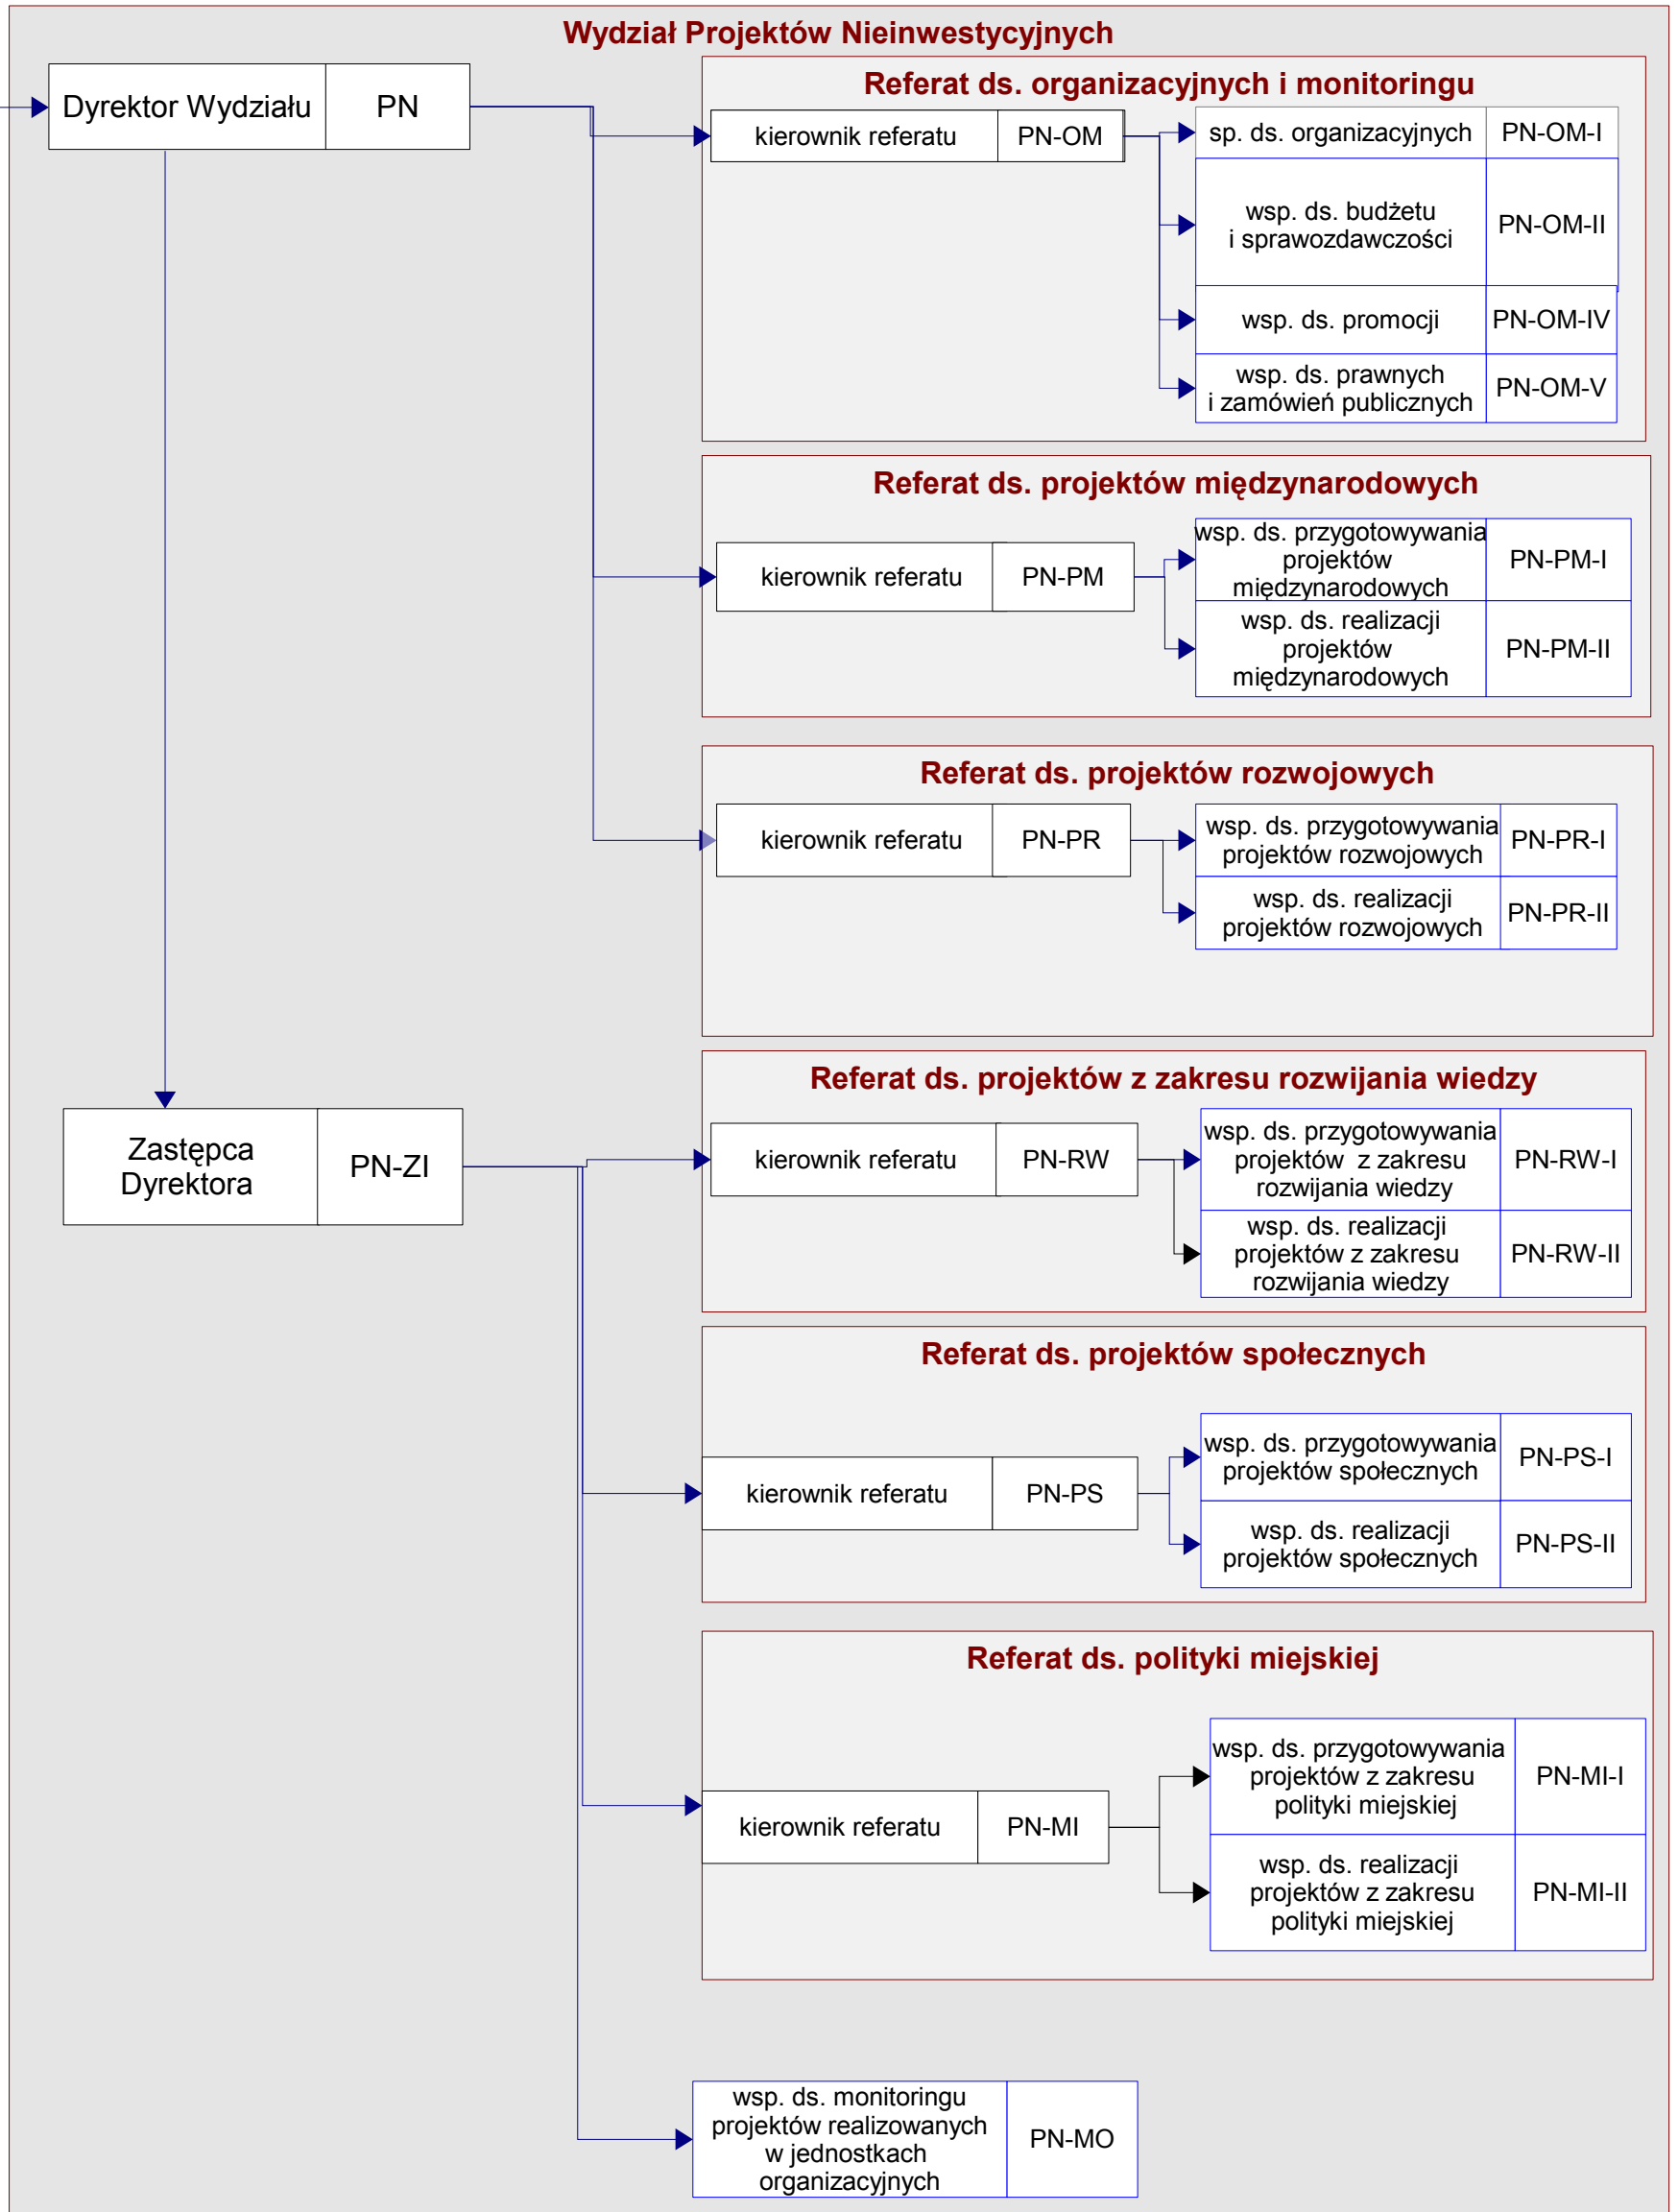 Wydział Projektów Nieinwestycyjnych
Dyrektor Wydziału
PN
Referat ds. organizacyjnych i monitoringu
kierownik referatu
PN-OM
sp. ds. organizacyjnych
PN-OM-I
wsp. ds. budżetu
i sprawozdawczości
PN-OM-II
wsp. ds. promocji
PN-OM-IV
wsp. ds. prawnych
i zamówień publicznych
PN-OM-V
Referat ds. projektów międzynarodowych
kierownik referatu
PN-PM
wsp. ds. przygotowywania
projektów
międzynarodowych
PN-PM-I
wsp. ds. realizacji
projektów
międzynarodowych
PN-PM-II
Referat ds. projektów rozwojowych
kierownik referatu
PN-PR
wsp. ds. przygotowywania
projektów rozwojowych
PN-PR-I
wsp. ds. realizacji
projektów rozwojowych
PN-PR-II
Zastępca
Dyrektora
PN-ZI
Referat ds. projektów z zakresu rozwijania wiedzy
kierownik referatu
PN-RW
wsp. ds. przygotowywania
projektów z zakresu
rozwijania wiedzy
PN-RW-I
wsp. ds. realizacji
projektów z zakresu
rozwijania wiedzy
PN-RW-II
Referat ds. projektów społecznych
kierownik referatu
PN-PS
wsp. ds. przygotowywania
projektów społecznych
PN-PS-I
wsp. ds. realizacji
projektów społecznych
PN-PS-II
Referat ds. polityki miejskiej
kierownik referatu
PN-MI
wsp. ds. przygotowywania
projektów z zakresu
polityki miejskiej
PN-MI-I
wsp. ds. realizacji
projektów z zakresu
polityki miejskiej
PN-MI-II
wsp. ds. monitoringu
projektów realizowanych
w jednostkach
organizacyjnych
PN-MO